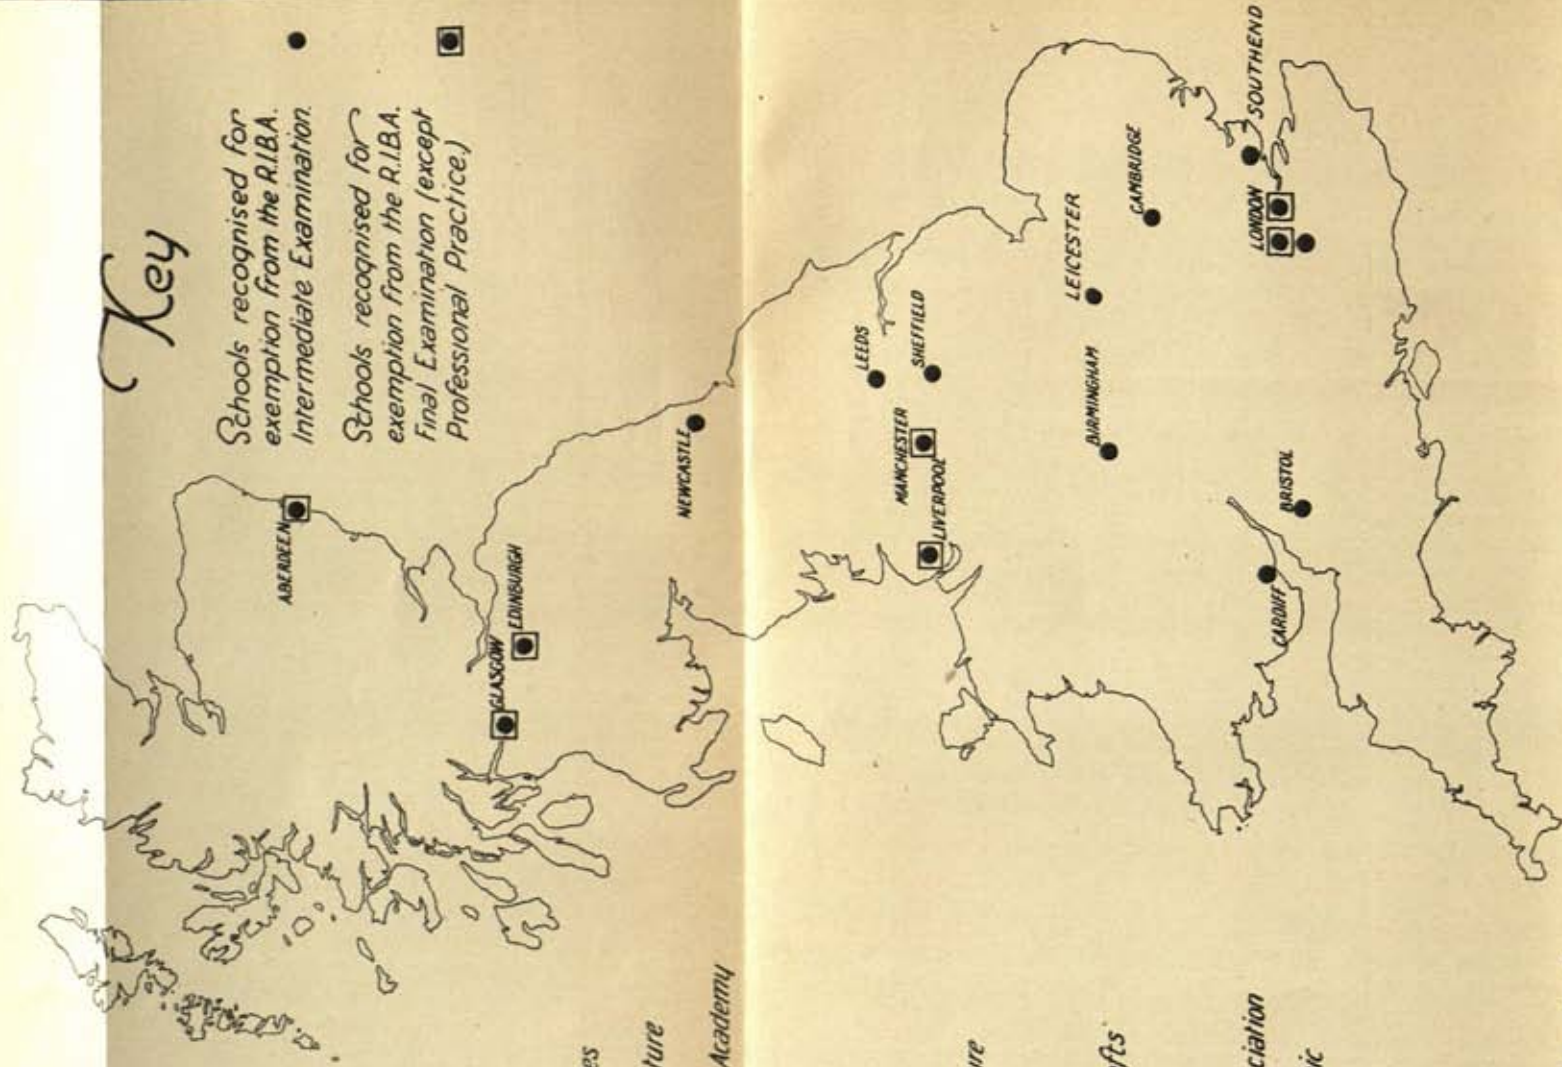 Key
Schools recognised for
exemption from the R.I.B.A.
Intermediate Examination.
Schools recognised for
exemption from the R.I.B.A.
Final Examination (except
Professional Practice.)
ABERDEEN
GLASGOW
EDINBURGH
NEWCASTLE
LEEDS
SHEFFIELD
MANCHESTER
LIVERPOOL
LEICESTER
BIRMINGHAM
CAMBRIDGE
SOUTHEND
LONDON
BRISTOL
CARDIFF
es
ture
Academy
ure
fts
ciation
ic